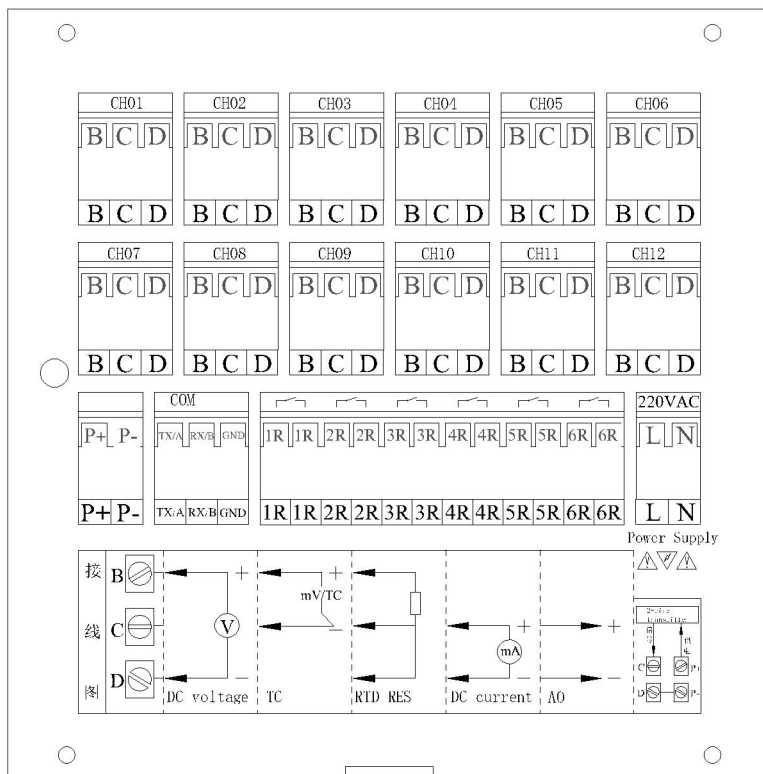 CH01 CH02 CH03 CH04 CH05 CH06
B C D B C D B C D B C D B C D B C D
B C D B C D B C D B C D B C D B C D
CH07 CH08 CH09 CH10 CH11 CH12
B C D B C D B C D B C D B C D B C D
B C D B C D B C D B C D B C D B C D
COM 220VAC
P+ P- TX/A RX/B GND 1R 1R 2R 2R 3R 3R 4R 4R 5R 5R 6R 6R L N
P+ P- TX/A RX/B GND 1R 1R 2R 2R 3R 3R 4R 4R 5R 5R 6R 6R L N
Power Supply
接线图
B + + 
mV/TC
C V - + +
mA
D - - -
DC voltage TC RTD RES DC current AO
2-wire
transmitter
C P+
D P-